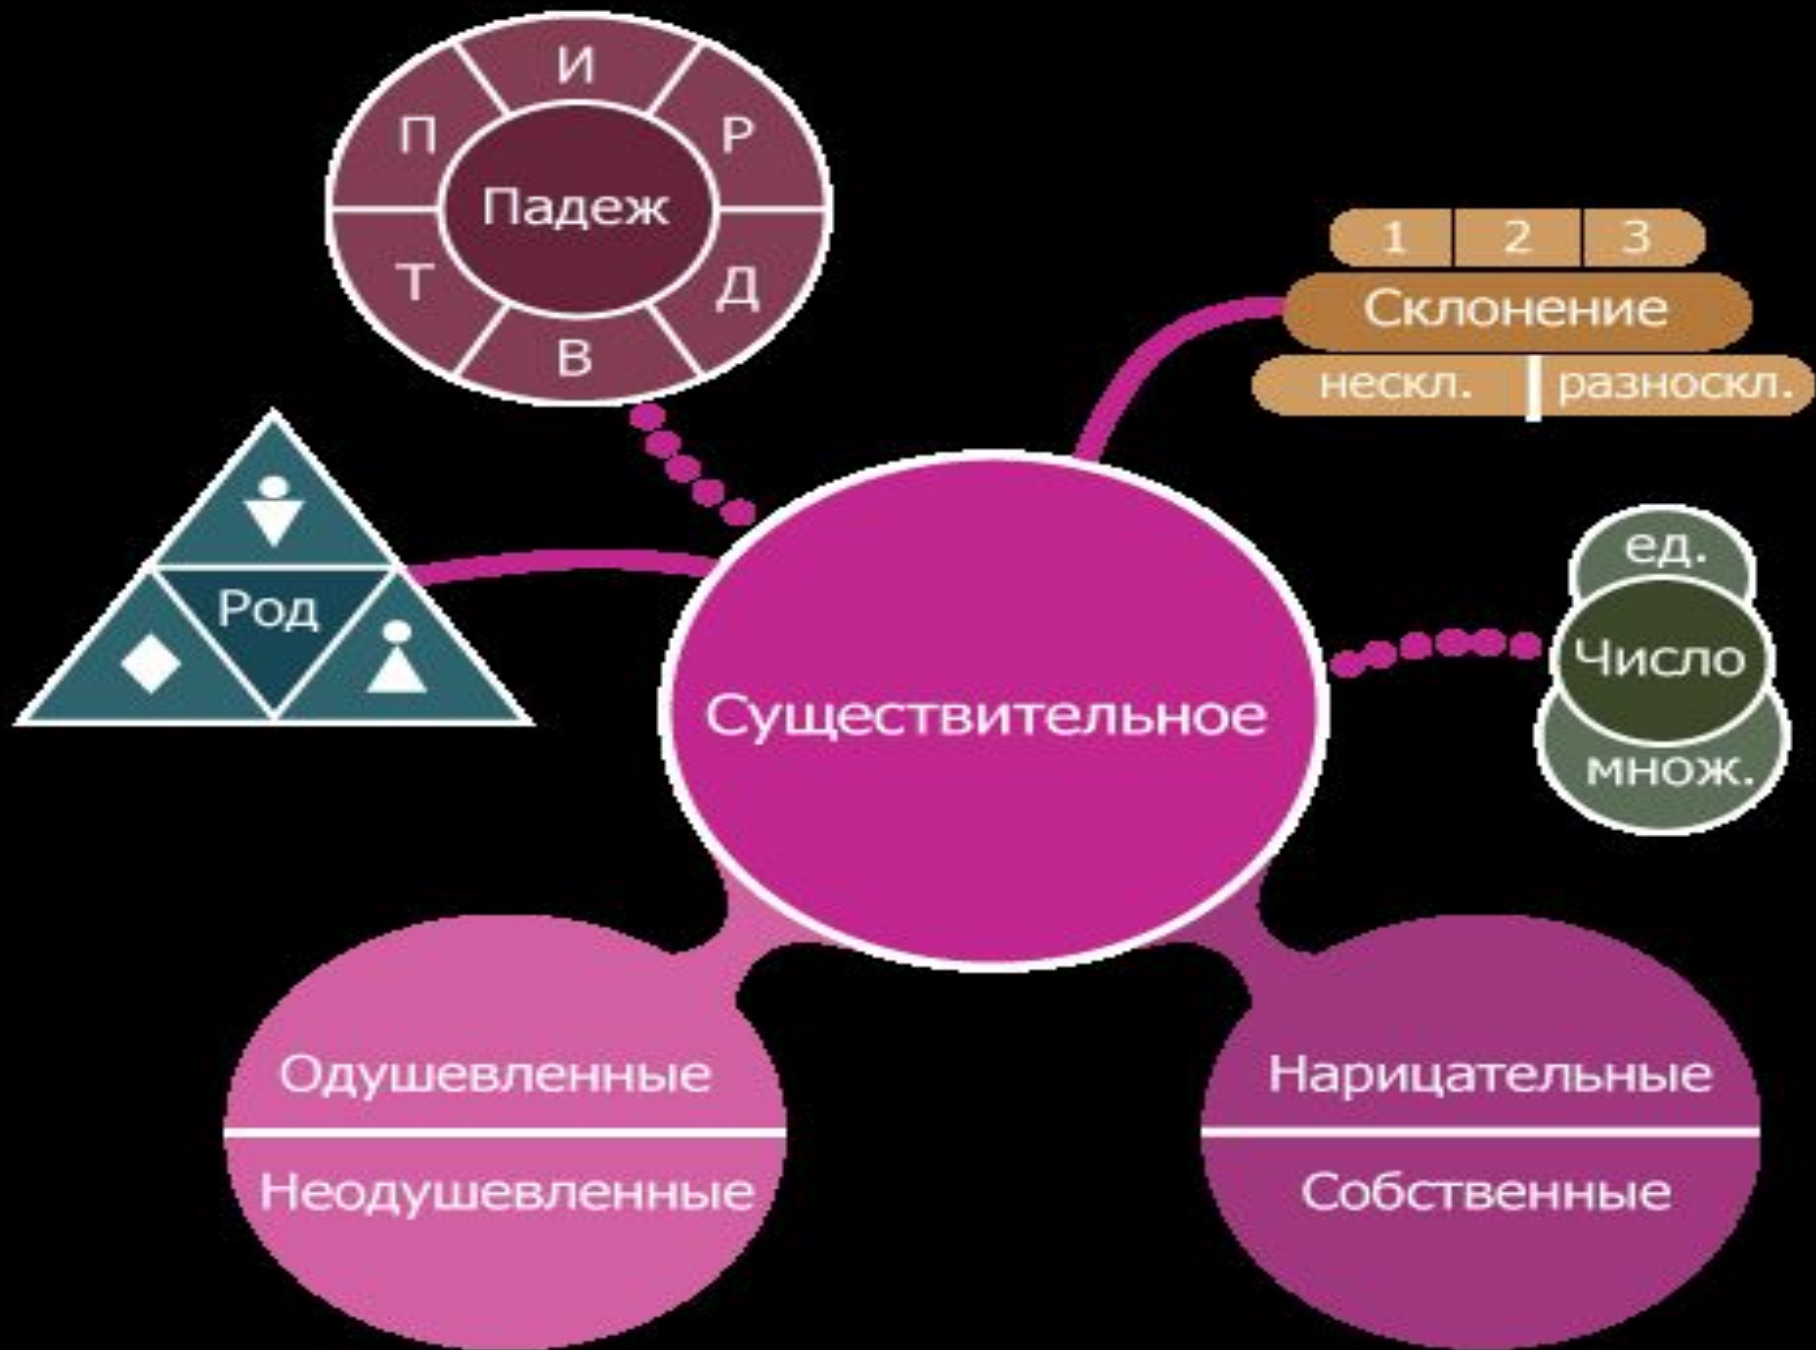 И
П
Р
Падеж
Т
Д
В
1 2 3
Склонение
нескл. разноскл.
ед.
Число
множ.
Род
Существительное
Одушевленные
Неодушевленные
Нарицательные
Собственные